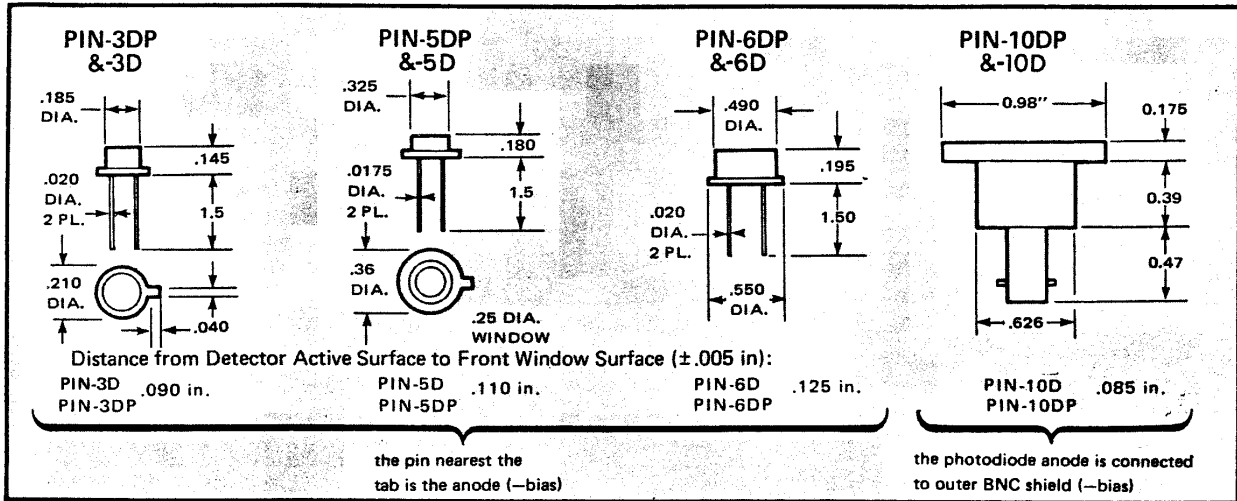 PIN-3DP
&-3D
.185
DIA.
.145
.020
DIA.
2 PL.
1.5
.210
DIA.
.040
PIN-5DP
&-5D
.325
DIA.
.180
.0175
DIA.
2 PL.
1.5
.36
DIA.
.25 DIA.
WINDOW
PIN-6DP
&-6D
.490
DIA.
.195
.020
DIA.
2 PL.
1.50
.550
DIA.
PIN-10DP
&-10D
0.98"
0.175
0.39
0.47
.626
Distance from Detector Active Surface to Front Window Surface (±.005 in):
PIN-3D
PIN-3DP
.090 in.
PIN-5D
PIN-5DP
.110 in.
PIN-6D
PIN-6DP
.125 in.
PIN-10D
PIN-10DP
.085 in.
the pin nearest the
tab is the anode (−bias)
the photodiode anode is connected
to outer BNC shield (−bias)